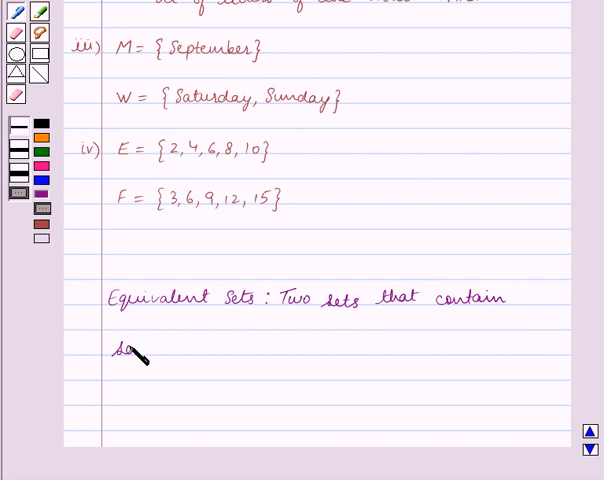 iii) M = { September }
W = { Saturday, Sunday }
iv) E = { 2, 4, 6, 8, 10 }
F = { 3, 6, 9, 12, 15 }
Equivalent Sets : Two sets that contain